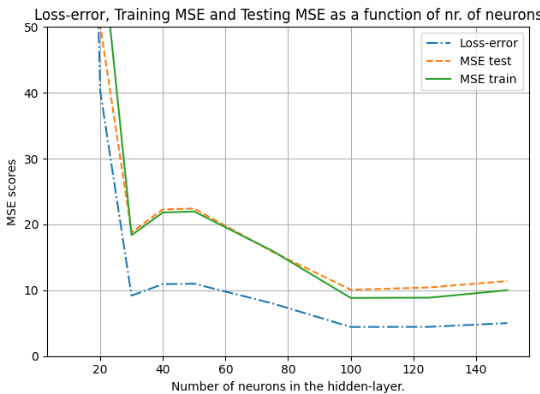 Loss-error, Training MSE and Testing MSE as a function of nr. of neurons
50
40
30
20
10
0
MSE scores
Loss-error
MSE test
MSE train
20 40 60 80 100 120 140
Number of neurons in the hidden-layer.